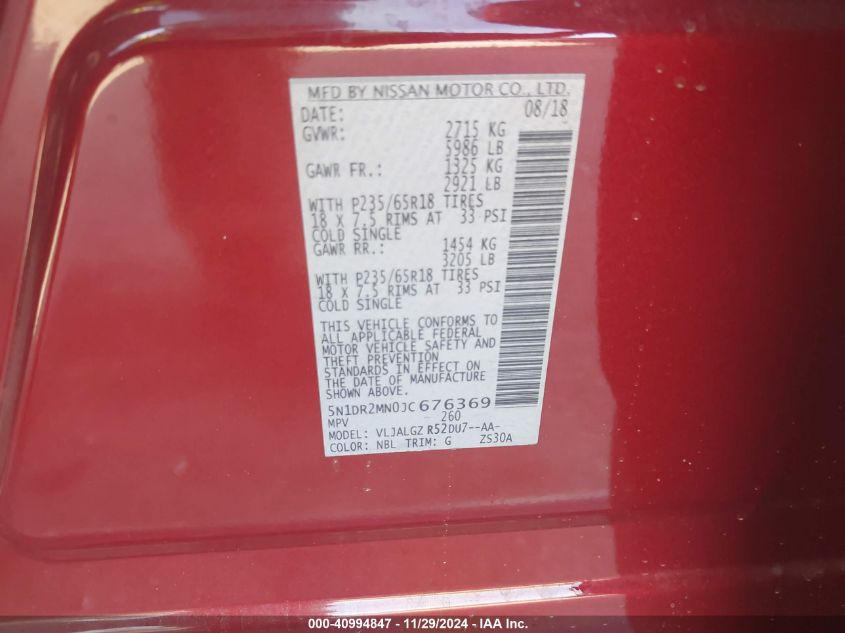 MFD BY NISSAN MOTOR CO., LTD.
DATE: 08/18
GVWR: 2715 KG
5986 LB
GAWR FR.: 1325 KG
2921 LB
WITH P235/65R18 TIRES
18 X 7.5 RIMS AT 33 PSI
COLD SINGLE
GAWR RR.: 1454 KG
3205 LB
WITH P235/65R18 TIRES
18 X 7.5 RIMS AT 33 PSI
COLD SINGLE
THIS VEHICLE CONFORMS TO
ALL APPLICABLE FEDERAL
MOTOR VEHICLE SAFETY AND
THEFT PREVENTION
STANDARDS IN EFFECT ON
THE DATE OF MANUFACTURE
SHOWN ABOVE.
5N1DR2MN0JC676369
MPV - 260
MODEL: VLJALGZ R52DU7--AA-
COLOR: NBL TRIM: G ZS30A
000-40994847 - 11/29/2024 - IAA Inc.